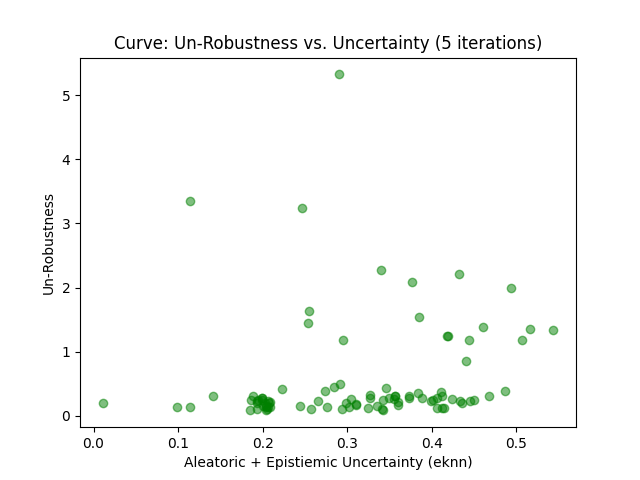 Curve: Un-Robustness vs. Uncertainty (5 iterations)
5
4
3
2
1
0
Un-Robustness
0.0 0.1 0.2 0.3 0.4 0.5
Aleatoric + Epistiemic Uncertainty (eknn)